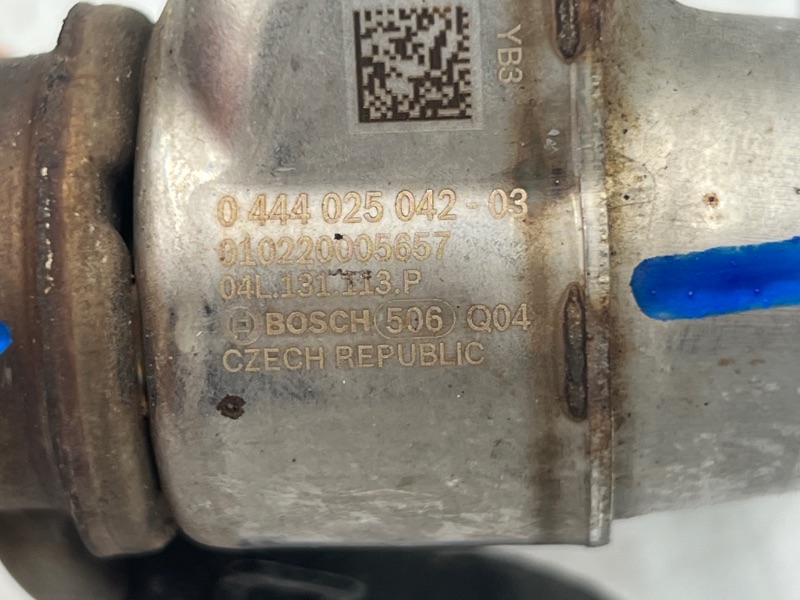 YB3
0 444 025 042 - 03
010220005657
04L.131.113.P
BOSCH 506 Q04
CZECH REPUBLIC